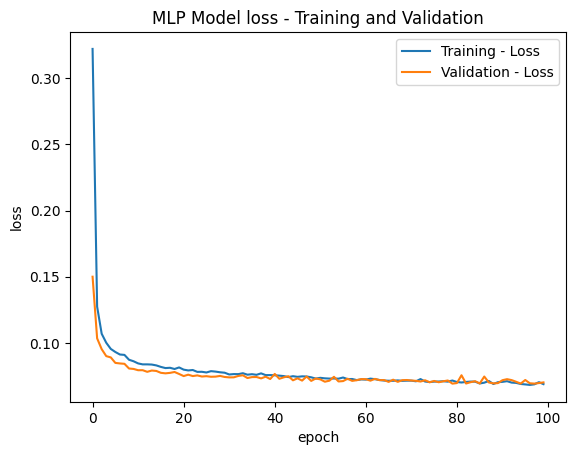 MLP Model loss - Training and Validation
Training - Loss
Validation - Loss
0.30
0.25
0.20
0.15
0.10
loss
0
20
40
60
80
100
epoch